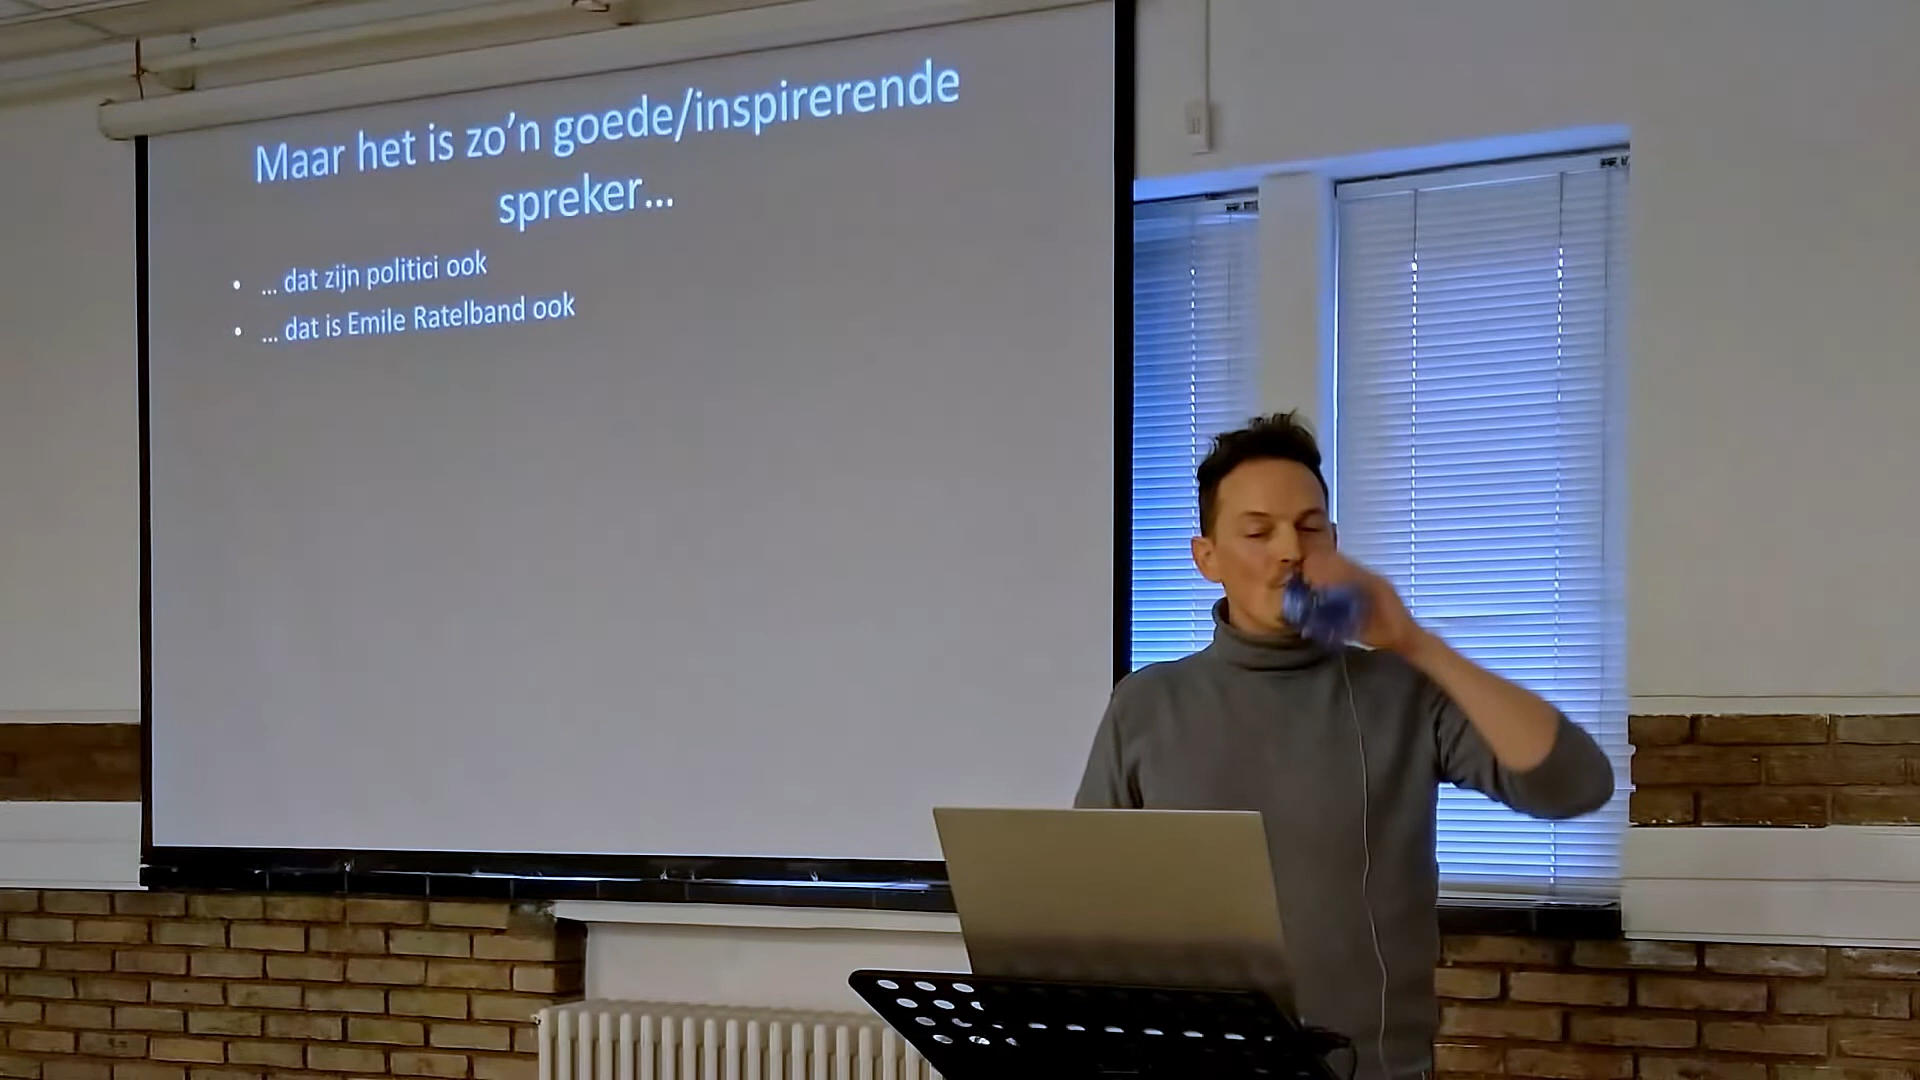 Maar het is zo’n goede/inspirerende
spreker...
• ... dat zijn politici ook
• ... dat is Emile Ratelband ook